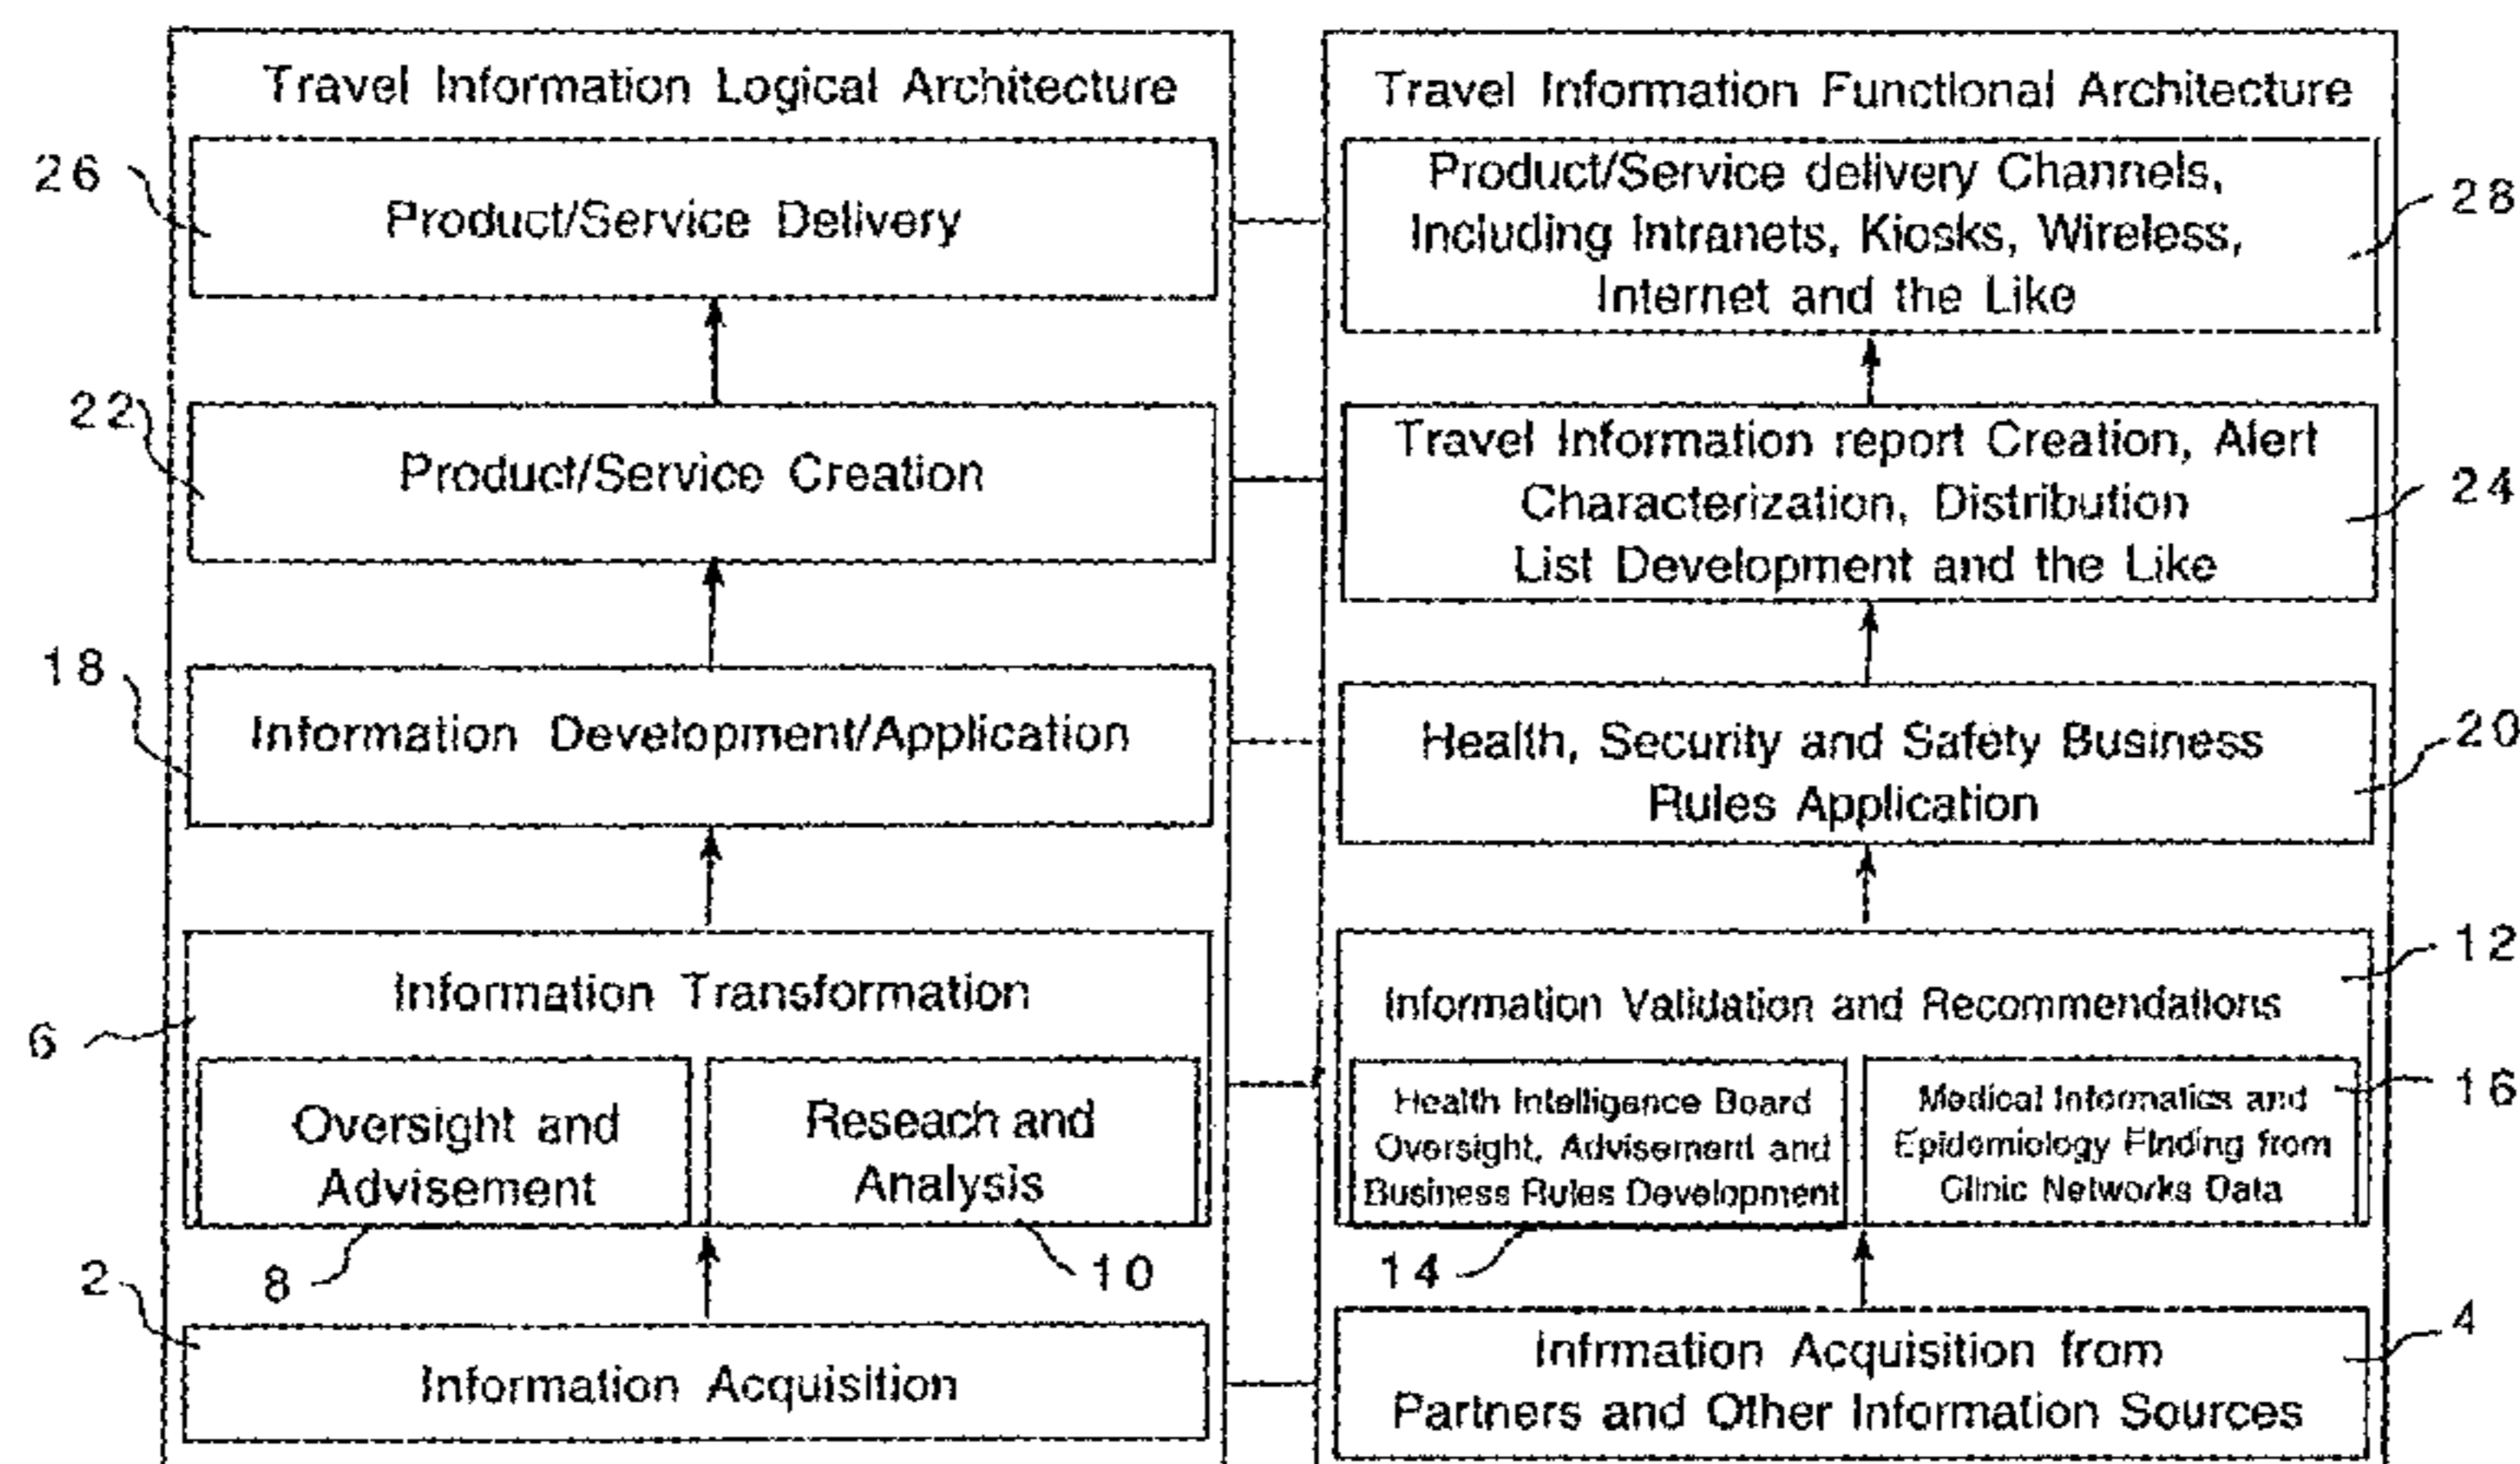 Travel Information Logical Architecture
26
Product/Service Delivery
22
Product/Service Creation
18
Information Development/Application
Information Transformation
6
Oversight and
Advisement
Reseach and
Analysis
8
10
2
Information Acquisition
Travel Information Functional Architecture
Product/Service delivery Channels,
Including Intranets, Kiosks, Wireless,
Internet and the Like
28
Travel Information report Creation, Alert
Characterization, Distribution
List Development and the Like
24
Health, Security and Safety Business
Rules Application
20
12
Information Validation and Recommendations
Health Intelligence Board
Oversight, Advisement and
Business Rules Development
Medical Informatics and
Epidemiology Finding from
Clinic Networks Data
16
14
Infrmation Acquisition from
Partners and Other Information Sources
4